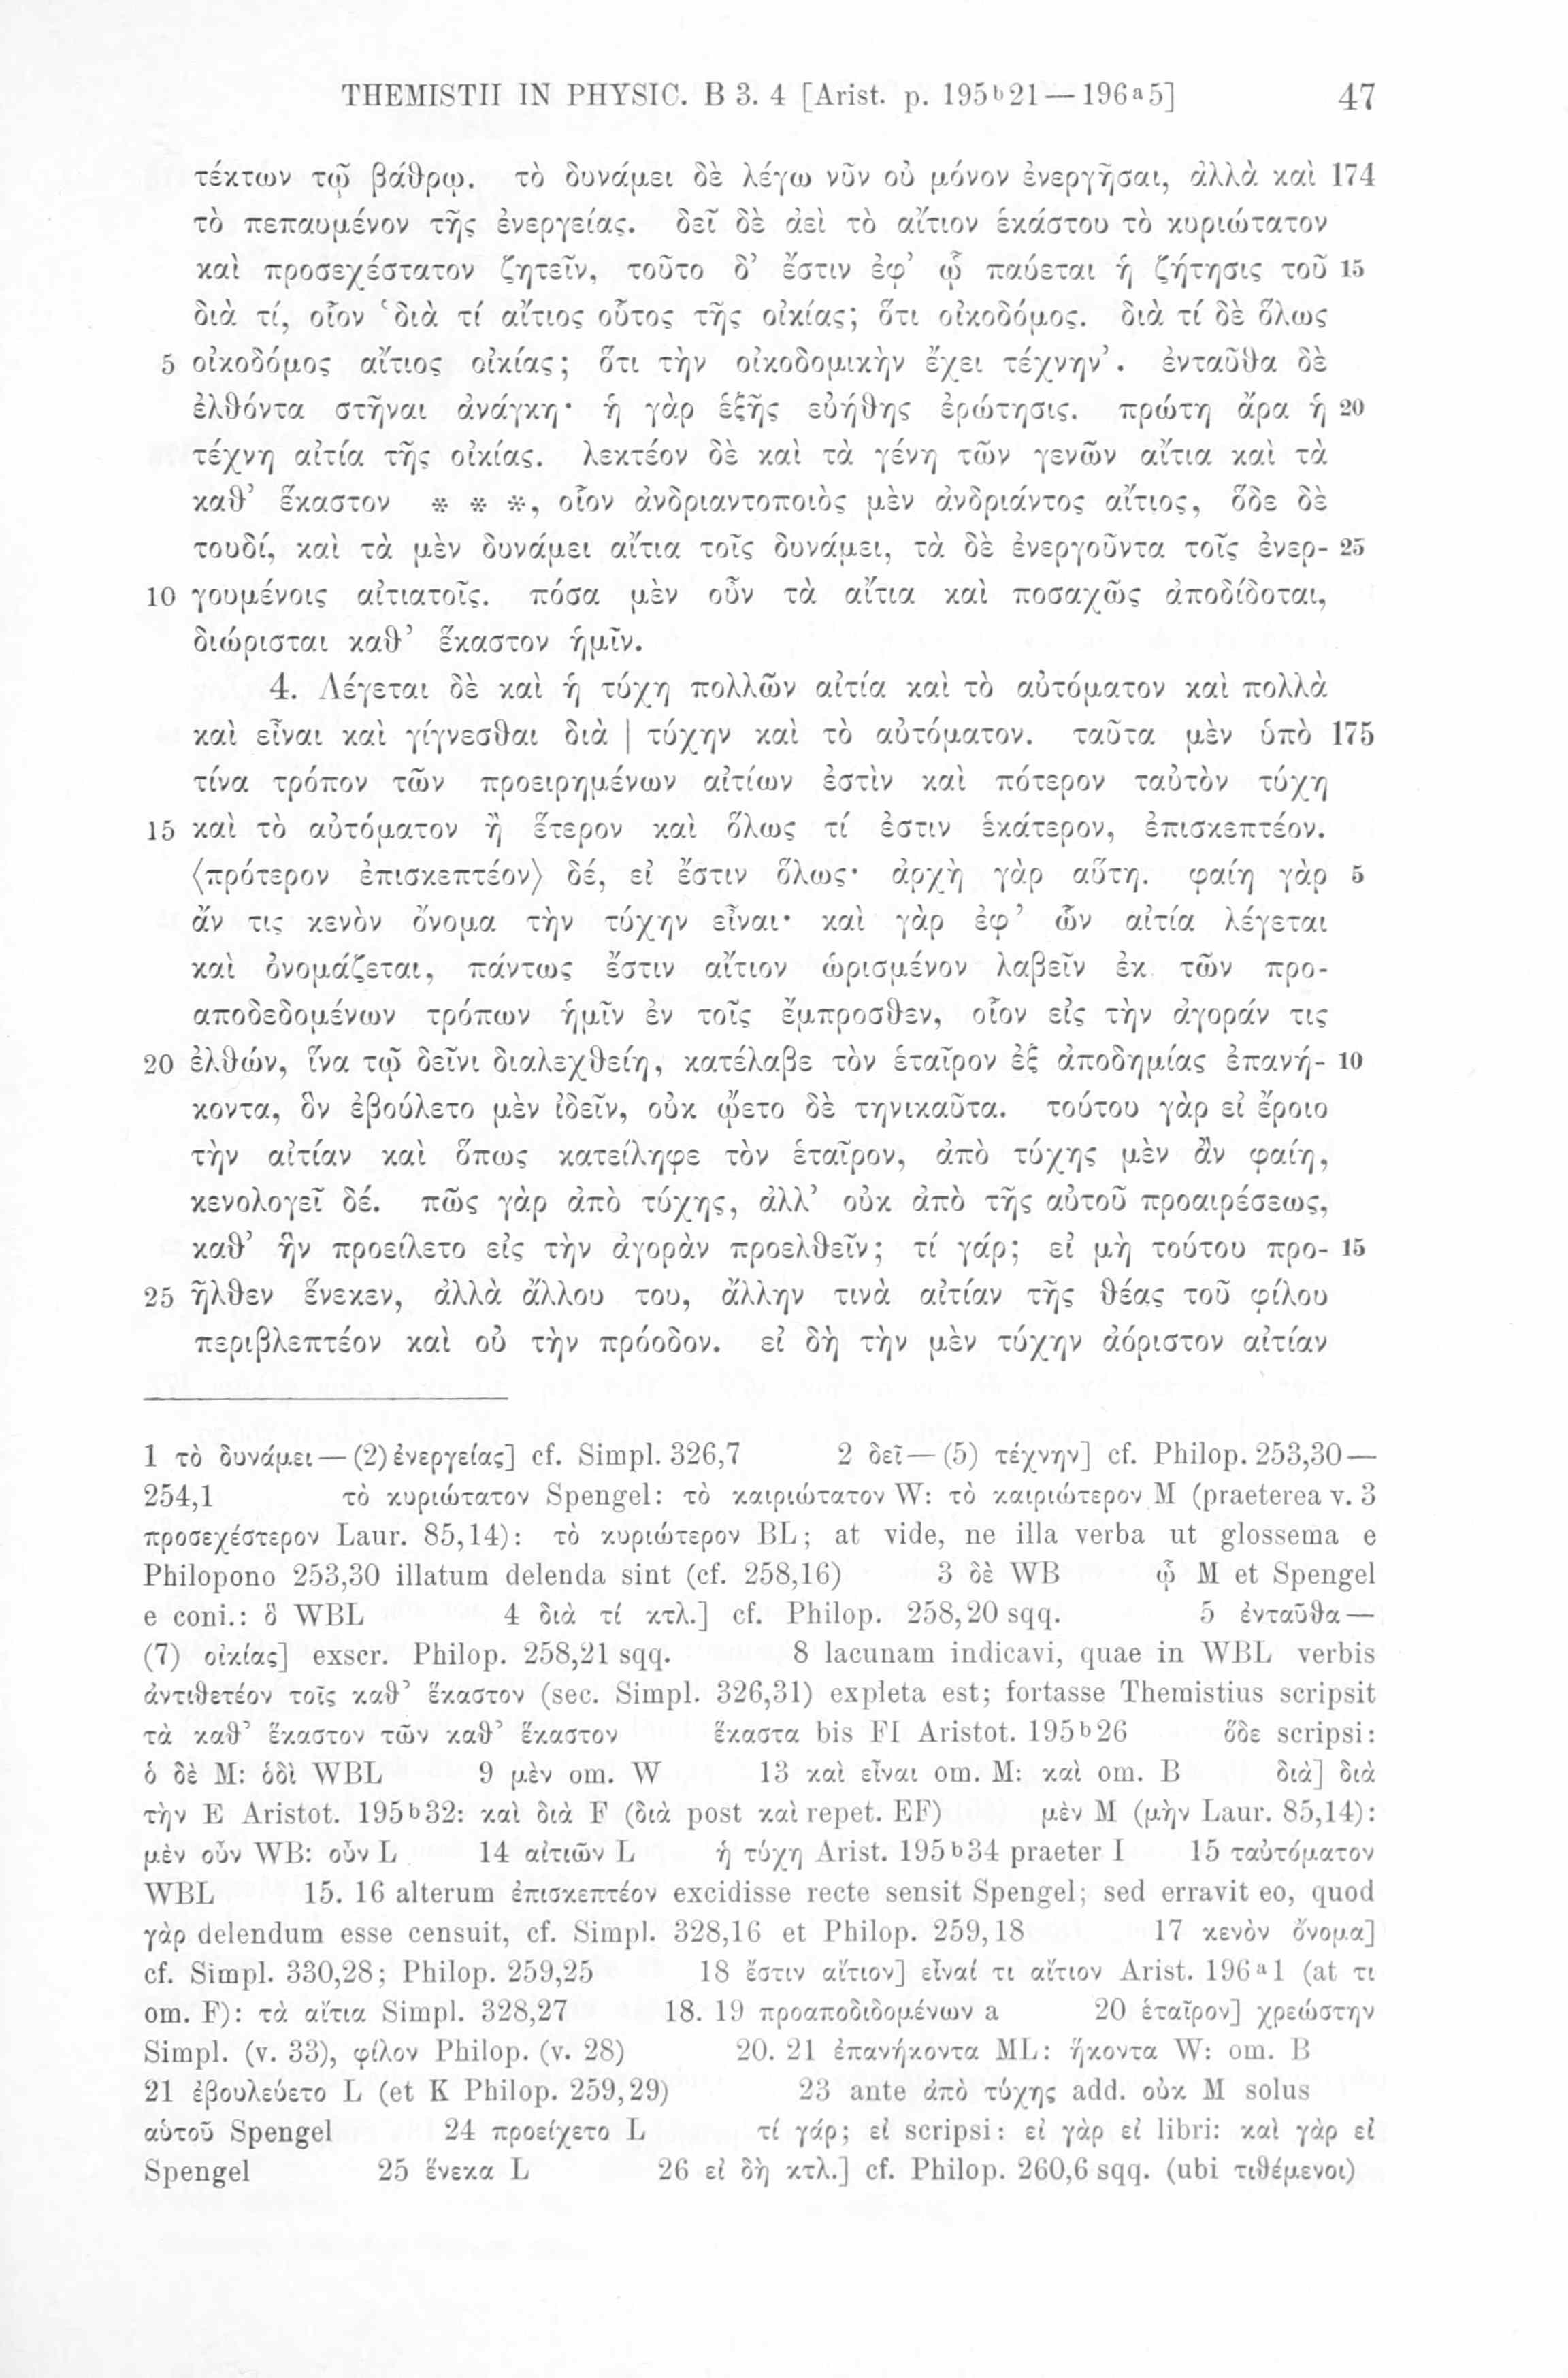 THEMISTII IN PHYSIC. B 3. 4 [Arist. p. 195ᵇ21 — 196ᵃ5] 47
τέκτων τῷ βάθρῳ. τὸ δυνάμει δὲ λέγω νῦν οὐ μόνον ἐνεργῆσαι, ἀλλὰ καὶ 174
τὸ πεπαυμένον τῆς ἐνεργείας. δεῖ δὲ ἀεὶ τὸ αἴτιον ἑκάστου τὸ κυριώτατον
καὶ προσεχέστατον ζητεῖν, τοῦτο δ’ ἔστιν ἐφ’ ᾧ παύεται ἡ ζήτησις τοῦ 15
διὰ τί, οἷον ‘διὰ τί αἴτιος οὗτος τῆς οἰκίας; ὅτι οἰκοδόμος. διὰ τί δὲ ὅλως
5 οἰκοδόμος αἴτιος οἰκίας; ὅτι τὴν οἰκοδομικὴν ἔχει τέχνην’. ἐνταῦθα δὲ
ἐλθόντα στῆναι ἀνάγκη· ἡ γὰρ ἑξῆς εὐήθης ἐρώτησις. πρώτη ἄρα ἡ 20
τέχνη αἰτία τῆς οἰκίας. λεκτέον δὲ καὶ τὰ γένη τῶν γενῶν αἴτια καὶ τὰ
καθ’ ἕκαστον * * *, οἷον ἀνδριαντοποιὸς μὲν ἀνδριάντος αἴτιος, ὅδε δὲ
τουδί, καὶ τὰ μὲν δυνάμει αἴτια τοῖς δυνάμει, τὰ δὲ ἐνεργοῦντα τοῖς ἐνερ- 25
10 γουμένοις αἰτιατοῖς. πόσα μὲν οὖν τὰ αἴτια καὶ ποσαχῶς ἀποδίδοται,
διώρισται καθ’ ἕκαστον ἡμῖν.
4. Λέγεται δὲ καὶ ἡ τύχη πολλῶν αἰτία καὶ τὸ αὐτόματον καὶ πολλὰ
καὶ εἶναι καὶ γίγνεσθαι διὰ | τύχην καὶ τὸ αὐτόματον. ταῦτα μὲν ὑπὸ 175
τίνα τρόπον τῶν προειρημένων αἰτίων ἐστὶν καὶ πότερον ταὐτὸν τύχη
15 καὶ τὸ αὐτόματον ἢ ἕτερον καὶ ὅλως τί ἐστιν ἑκάτερον, ἐπισκεπτέον.
⟨πρότερον ἐπισκεπτέον⟩ δέ, εἰ ἔστιν ὅλως· ἀρχὴ γὰρ αὕτη. φαίη γὰρ 5
ἄν τις κενὸν ὄνομα τὴν τύχην εἶναι· καὶ γὰρ ἐφ’ ὧν αἰτία λέγεται
καὶ ὀνομάζεται, πάντως ἔστιν αἴτιον ὡρισμένον λαβεῖν ἐκ τῶν προ-
αποδεδομένων τρόπων ἡμῖν ἐν τοῖς ἔμπροσθεν, οἷον εἰς τὴν ἀγοράν τις
20 ἐλθών, ἵνα τῷ δεῖνι διαλεχθείη, κατέλαβε τὸν ἑταῖρον ἐξ ἀποδημίας ἐπανή- 10
κοντα, ὃν ἐβούλετο μὲν ἰδεῖν, οὐκ ᾤετο δὲ τηνικαῦτα. τούτου γὰρ εἰ ἔροιο
τὴν αἰτίαν καὶ ὅπως κατείληφε τὸν ἑταῖρον, ἀπὸ τύχης μὲν ἂν φαίη,
κενολογεῖ δέ. πῶς γὰρ ἀπὸ τύχης, ἀλλ’ οὐκ ἀπὸ τῆς αὐτοῦ προαιρέσεως,
καθ’ ἣν προείλετο εἰς τὴν ἀγορὰν προελθεῖν; τί γάρ; εἰ μὴ τούτου προ- 15
25 ῆλθεν ἕνεκεν, ἀλλὰ ἄλλου του, ἄλλην τινὰ αἰτίαν τῆς θέας τοῦ φίλου
περιβλεπτέον καὶ οὐ τὴν πρόοδον. εἰ δὴ τὴν μὲν τύχην ἀόριστον αἰτίαν
1 τὸ δυνάμει — (2) ἐνεργείας] cf. Simpl. 326,7 2 δεῖ — (5) τέχνην] cf. Philop. 253,30 —
254,1 τὸ κυριώτατον Spengel: τὸ καιριώτατον W: τὸ καιριώτερον M (praeterea v. 3
προσεχέστερον Laur. 85,14): τὸ κυριώτερον BL; at vide, ne illa verba ut glossema e
Philopono 253,30 illatum delenda sint (cf. 258,16) 3 δὲ WB ᾧ M et Spengel
e coni.: ὃ WBL 4 διὰ τί κτλ.] cf. Philop. 258,20 sqq. 5 ἐνταῦθα —
(7) οἰκίας] exscr. Philop. 258,21 sqq. 8 lacunam indicavi, quae in WBL verbis
ἀντιθετέον τοῖς καθ’ ἕκαστον (sec. Simpl. 326,31) expleta est; fortasse Themistius scripsit
τὰ καθ’ ἕκαστον τῶν καθ’ ἕκαστον ἕκαστα bis FI Aristot. 195ᵇ26 ὅδε scripsi:
ὁ δὲ M: ὁδὶ WBL 9 μὲν om. W 13 καὶ εἶναι om. M: καὶ om. B διὰ] διὰ
τὴν E Aristot. 195ᵇ32: καὶ διὰ F (διὰ post καὶ repet. EF) μὲν M (μὴν Laur. 85,14):
μὲν οὖν WB: οὖν L 14 αἰτιῶν L ἡ τύχη Arist. 195ᵇ34 praeter I 15 ταὐτόματον
WBL 15. 16 alterum ἐπισκεπτέον excidisse recte sensit Spengel; sed erravit eo, quod
γὰρ delendum esse censuit, cf. Simpl. 328,16 et Philop. 259,18 17 κενὸν ὄνομα]
cf. Simpl. 330,28; Philop. 259,25 18 ἔστιν αἴτιον] εἶναί τι αἴτιον Arist. 196ᵃ1 (at τι
om. F): τὰ αἴτια Simpl. 328,27 18. 19 προαποδιδομένων a 20 ἑταῖρον] χρεώστην
Simpl. (v. 33), φίλον Philop. (v. 28) 20. 21 ἐπανήκοντα ML: ἥκοντα W: om. B
21 ἐβουλεύετο L (et K Philop. 259,29) 23 ante ἀπὸ τύχης add. οὐκ M solus
αὑτοῦ Spengel 24 προείχετο L τί γάρ; εἰ scripsi: εἰ γὰρ εἰ libri: καὶ γὰρ εἰ
Spengel 25 ἕνεκα L 26 εἰ δὴ κτλ.] cf. Philop. 260,6 sqq. (ubi τιθέμενοι)